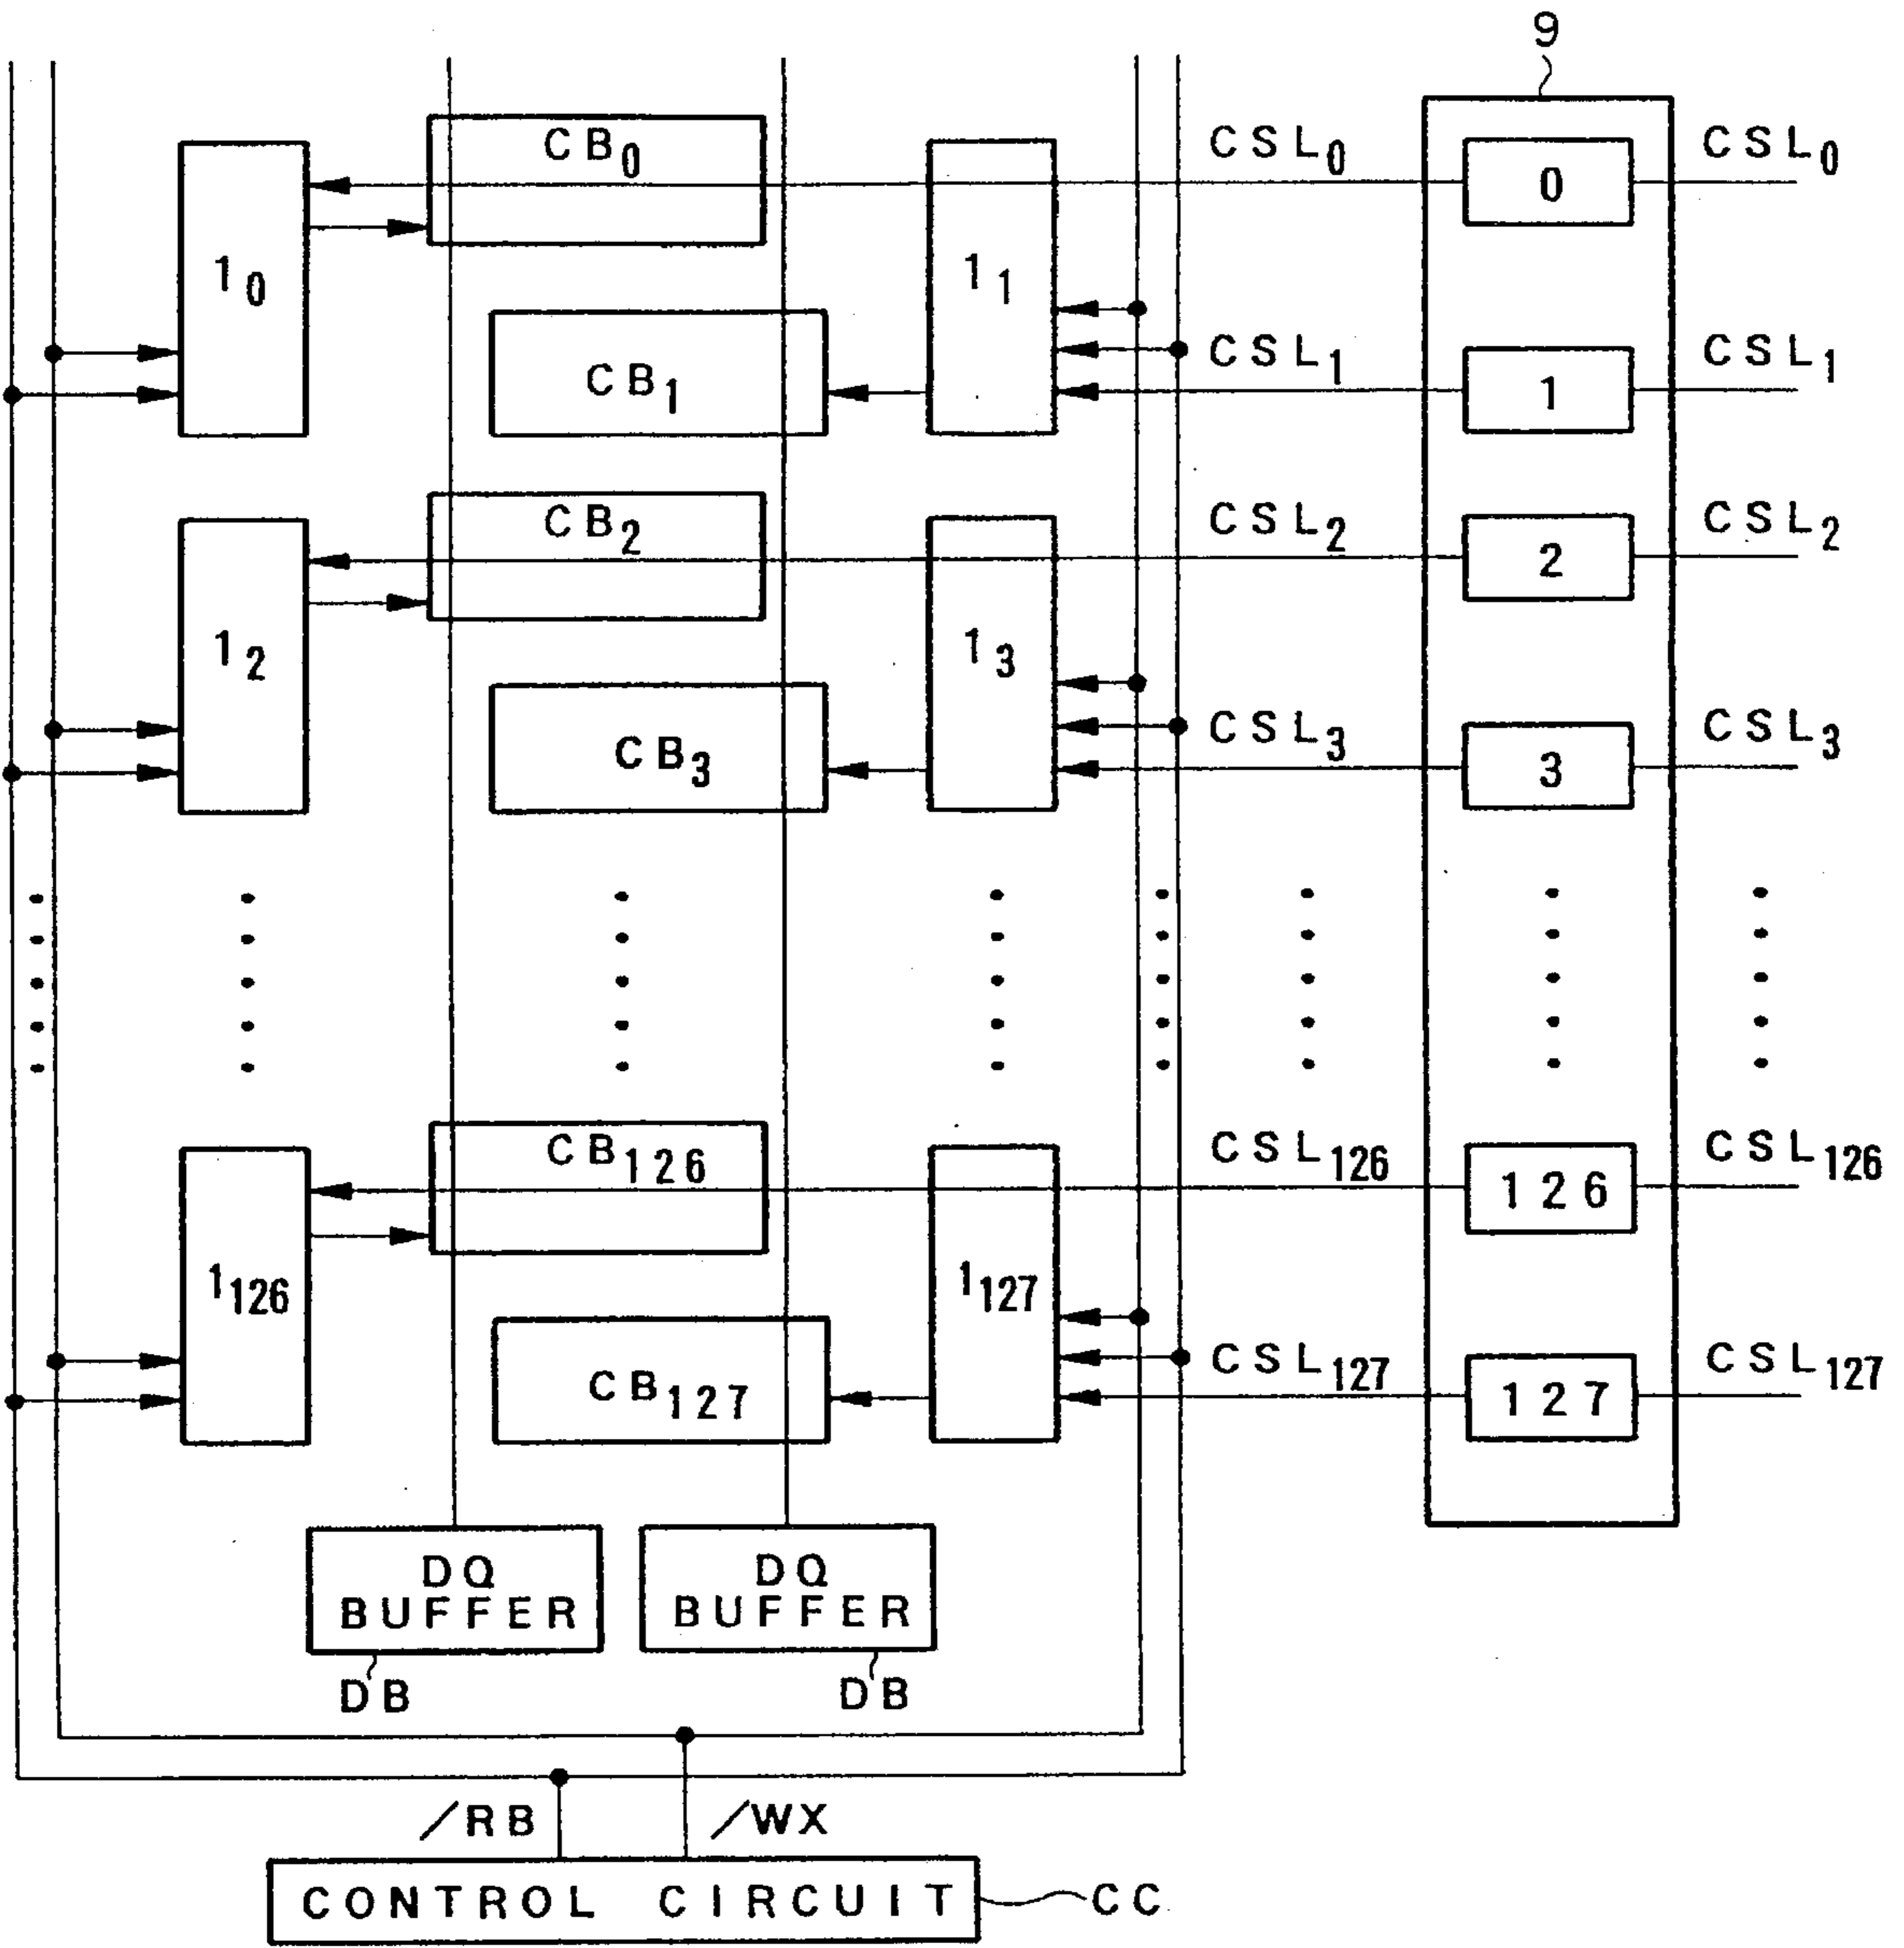 9
CB0 CSL0 0 CSL0
10 11
CB1 CSL1 1 CSL1
CB2 CSL2 2 CSL2
12 13
CB3 CSL3 3 CSL3
CB126 CSL126 126 CSL126
1126 1127
CB127 CSL127 127 CSL127
DQ BUFFER
DQ BUFFER
DB DB
/RB /WX
CONTROL CIRCUIT CC